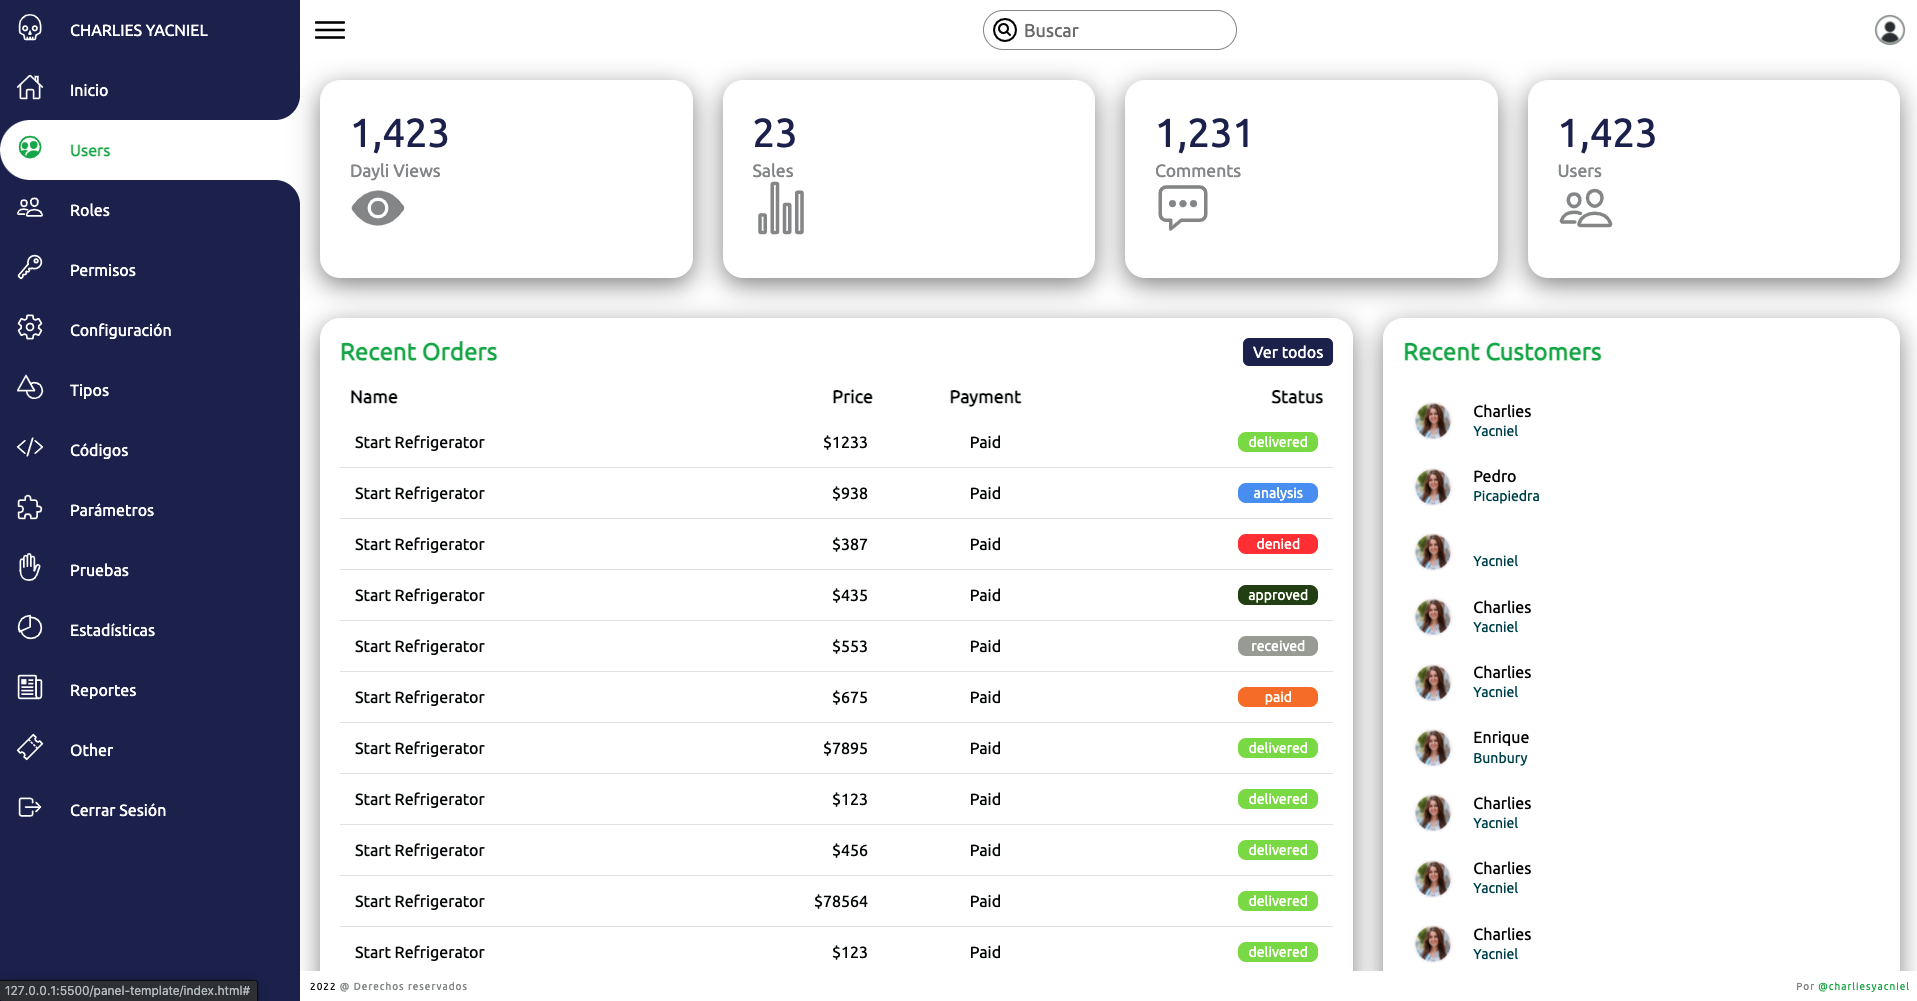 CHARLIES YACNIEL
Inicio
Users
Roles
Permisos
Configuración
Tipos
Códigos
Parámetros
Pruebas
Estadísticas
Reportes
Other
Cerrar Sesión
127.0.0.1:5500/panel-template/index.html#
Buscar
1,423
Dayli Views
23
Sales
1,231
Comments
1,423
Users
Recent Orders
Ver todos
Name Price Payment Status
Start Refrigerator $1233 Paid delivered
Start Refrigerator $938 Paid analysis
Start Refrigerator $387 Paid denied
Start Refrigerator $435 Paid approved
Start Refrigerator $553 Paid received
Start Refrigerator $675 Paid paid
Start Refrigerator $7895 Paid delivered
Start Refrigerator $123 Paid delivered
Start Refrigerator $456 Paid delivered
Start Refrigerator $78564 Paid delivered
Start Refrigerator $123 Paid delivered
Recent Customers
Charlies
Yacniel
Pedro
Picapiedra
Yacniel
Charlies
Yacniel
Charlies
Yacniel
Enrique
Bunbury
Charlies
Yacniel
Charlies
Yacniel
Charlies
Yacniel
2022 @ Derechos reservados
Por @charliesyacniel